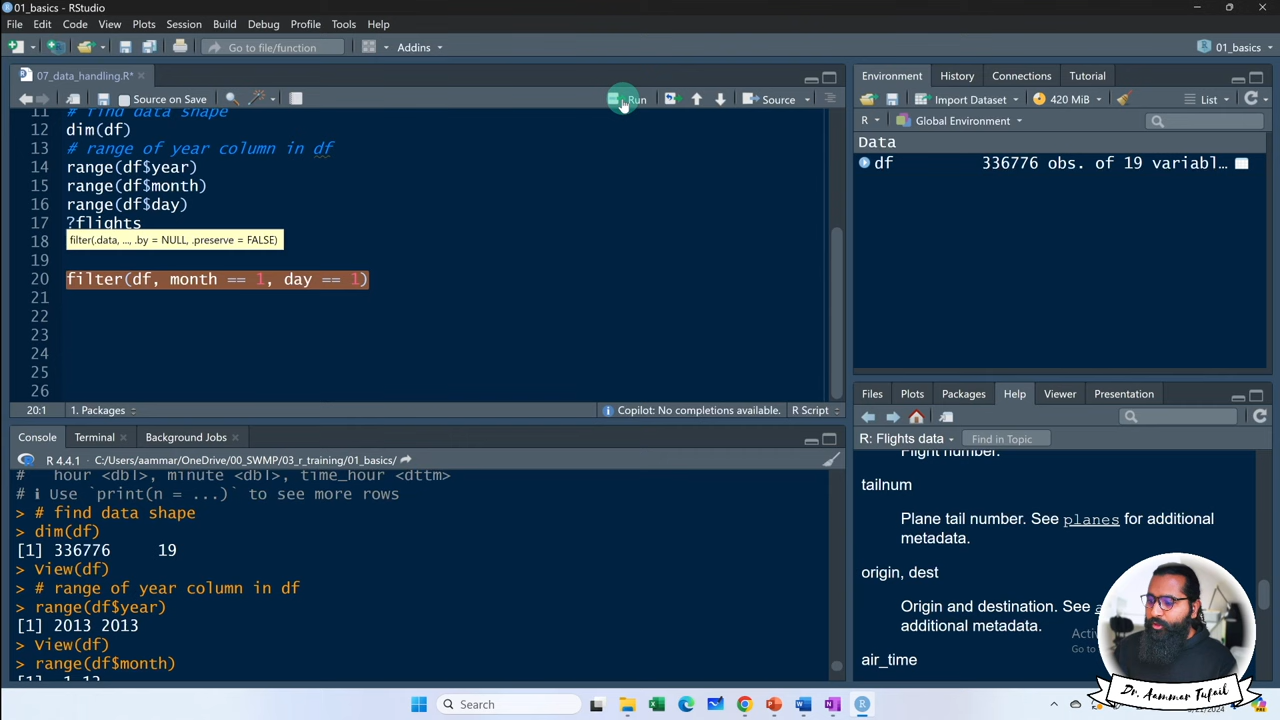 01_basics - RStudio
File Edit Code View Plots Session Build Debug Profile Tools Help
Go to file/function Addins 01_basics
07_data_handling.R*
Source on Save Run Source
11 # find data shape
12 dim(df)
13 # range of year column in df
14 range(df$year)
15 range(df$month)
16 range(df$day)
17 ?flights
18
filter(.data, ..., .by = NULL, .preserve = FALSE)
19
20 filter(df, month == 1, day == 1)
21
22
23
24
25
26
20:1 1. Packages Copilot: No completions available. R Script
Console Terminal Background Jobs
R 4.4.1 · C:/Users/aammar/OneDrive/00_SWMP/03_r_training/01_basics/
# hour <dbl>, minute <dbl>, time_hour <dttm>
# ℹ Use `print(n = ...)` to see more rows
> # find data shape
> dim(df)
[1] 336776 19
> View(df)
> # range of year column in df
> range(df$year)
[1] 2013 2013
> View(df)
> range(df$month)
[1] 1 12
Environment History Connections Tutorial
Import Dataset 420 MiB List
R Global Environment
Data
df 336776 obs. of 19 variabl…
Files Plots Packages Help Viewer Presentation
R: Flights data Find in Topic
Flight number.
tailnum
Plane tail number. See planes for additional
metadata.
origin, dest
Origin and destination. See
additional metadata.
air_time
Dr. Aammar Tufail
Search